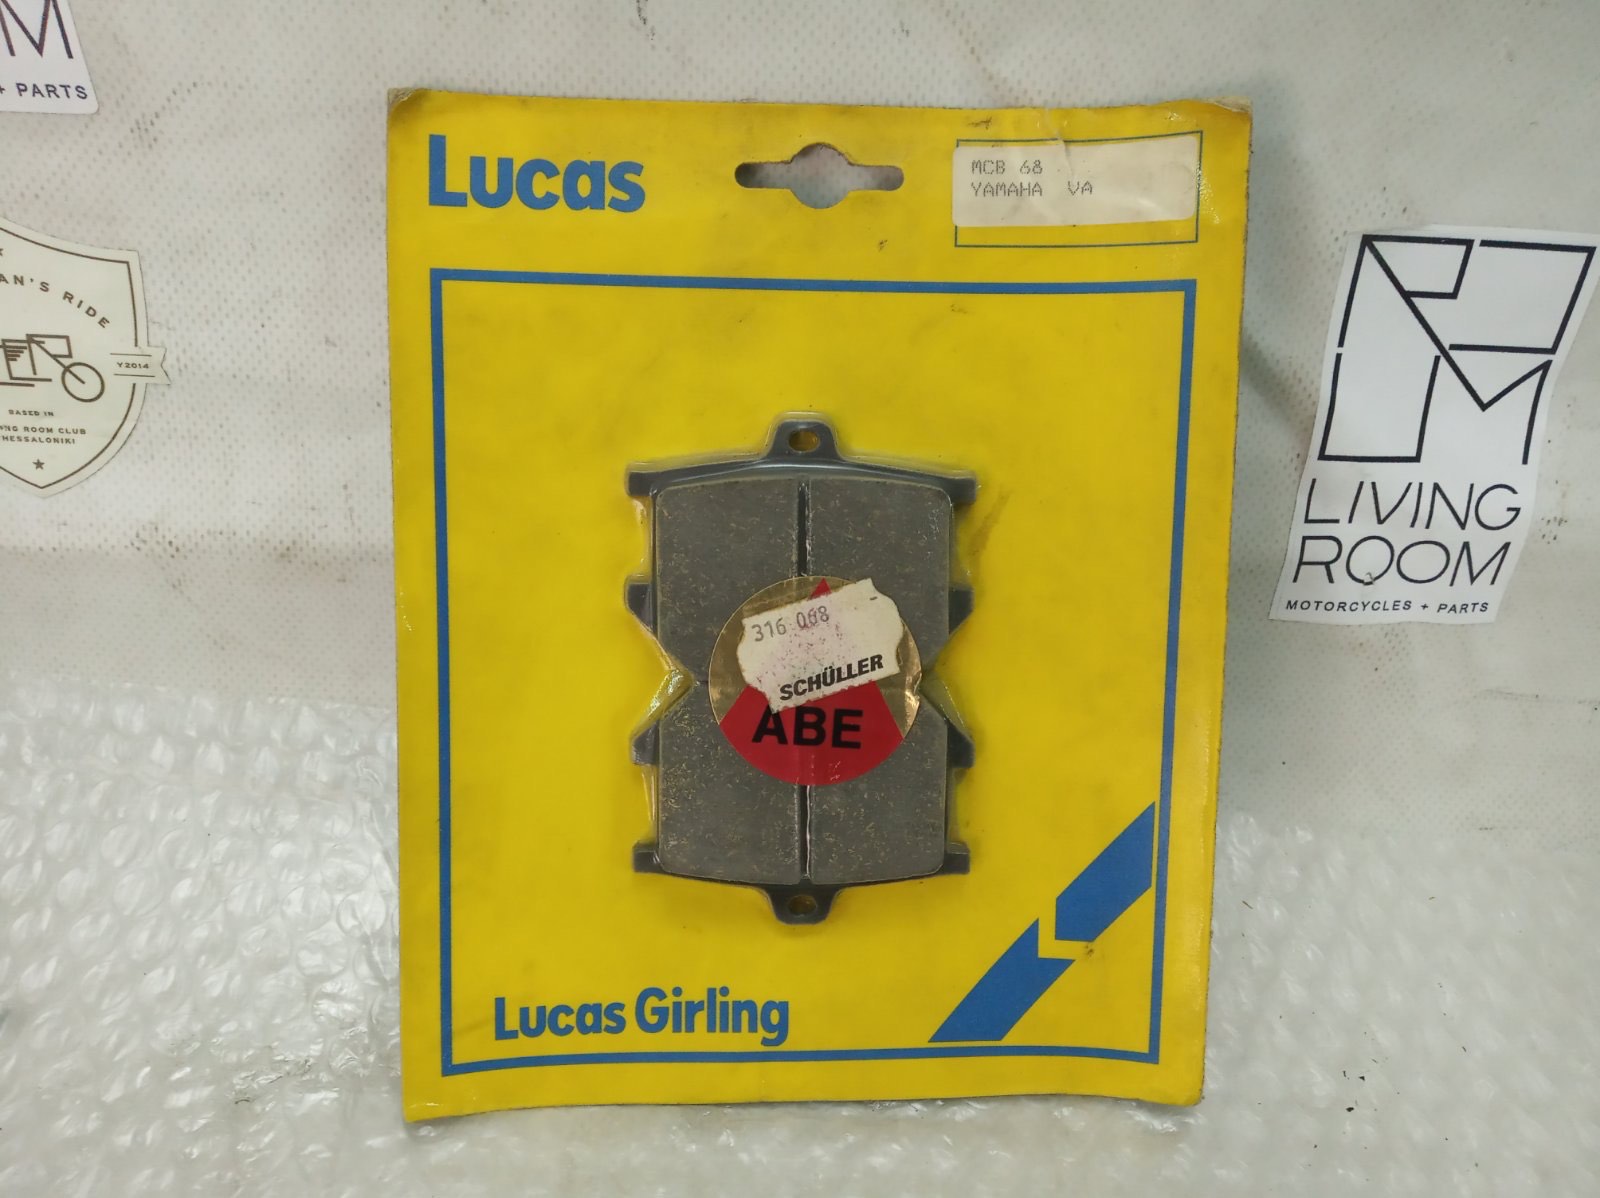 M
+ PARTS
LUCAS
MCB 68
YAMAHA VA
AN'S RIDE
Y2014
BASED IN
NG ROOM CLUB
HESSALONIKI
LIVING
ROOM
MOTORCYCLES + PARTS
316 068
SCHÜLLER
ABE
Lucas Girling